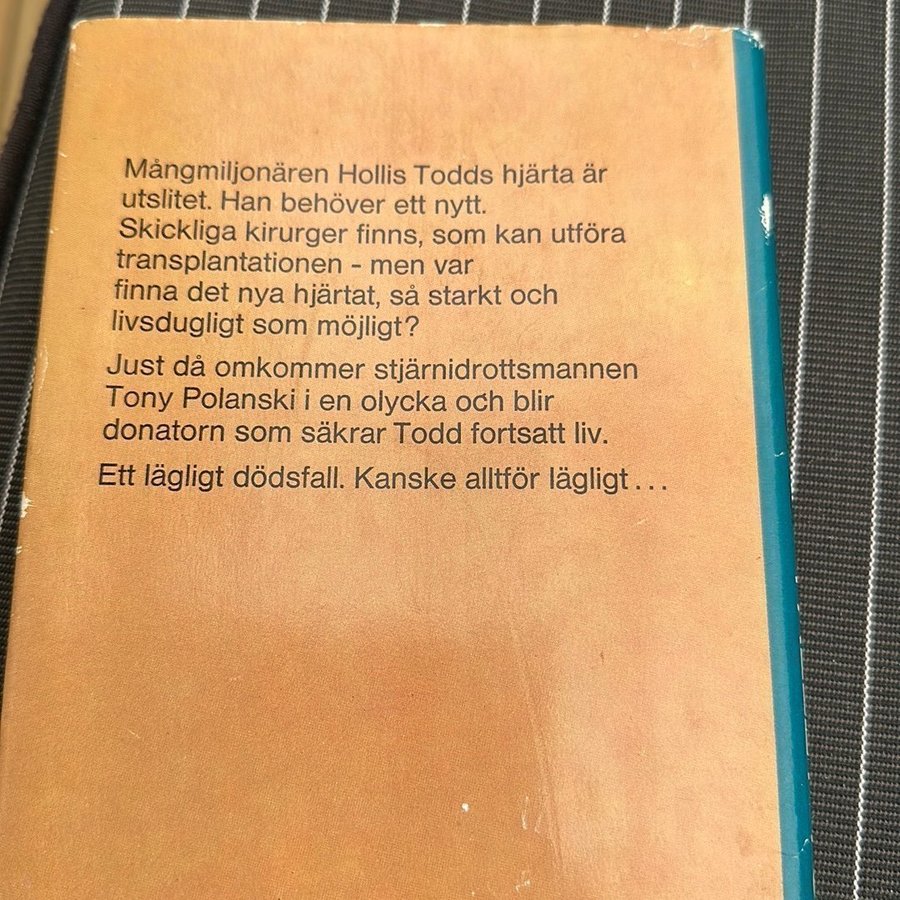 Mångmiljonären Hollis Todds hjärta är
utslitet. Han behöver ett nytt.
Skickliga kirurger finns, som kan utföra
transplantationen - men var
finna det nya hjärtat, så starkt och
livsdugligt som möjligt?
Just då omkommer stjärnidrottsmannen
Tony Polanski i en olycka och blir
donatorn som säkrar Todd fortsatt liv.
Ett lägligt dödsfall. Kanske alltför lägligt...